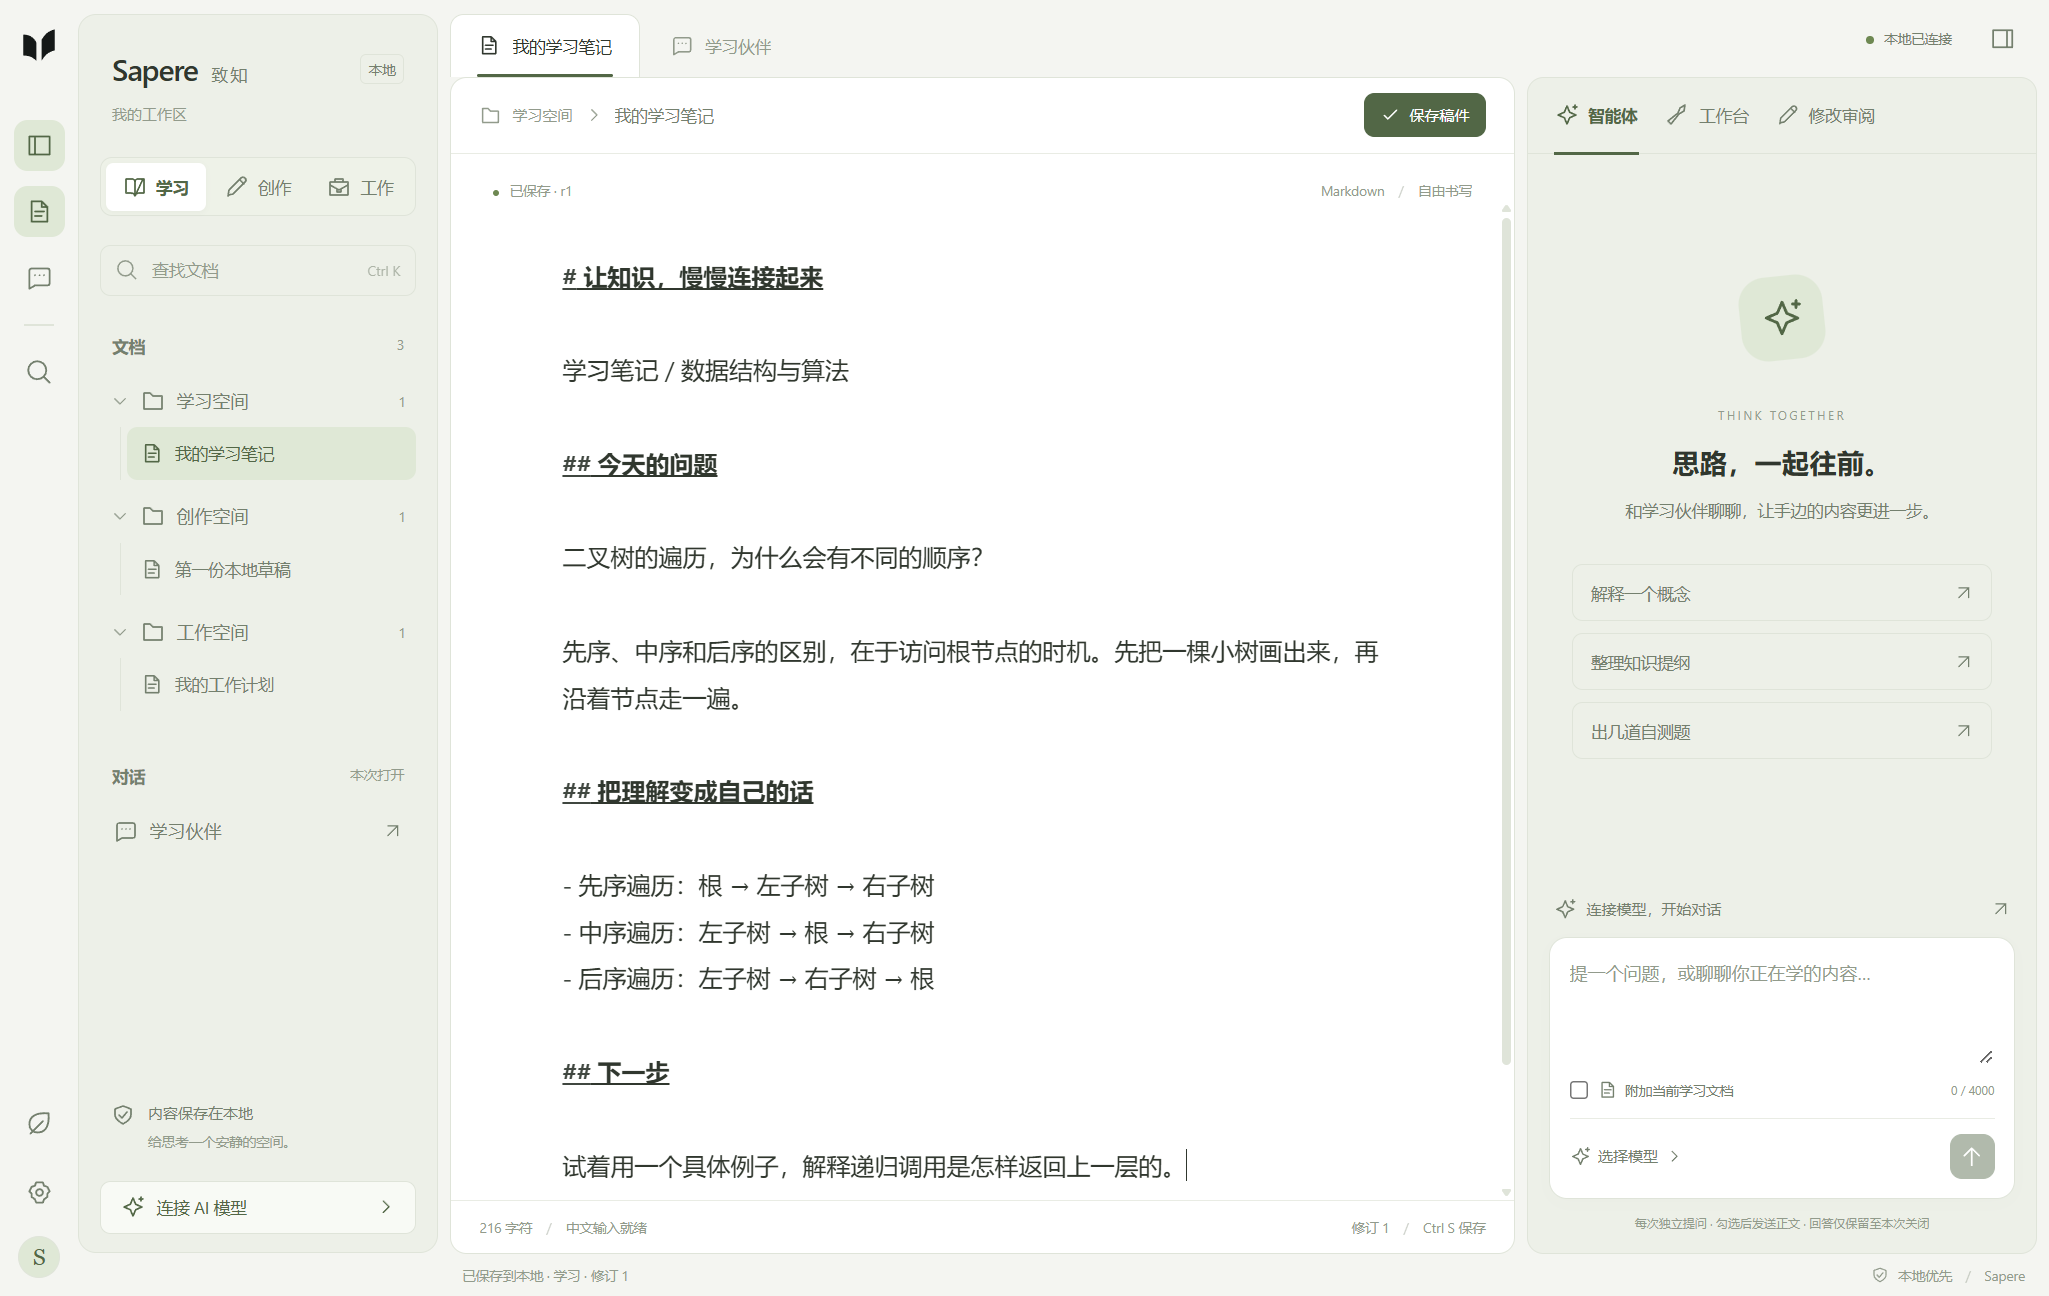 Sapere 致知
本地
我的工作区
学习
创作
工作
查找文档
Ctrl K
文档
3
学习空间
1
我的学习笔记
创作空间
1
第一份本地草稿
工作空间
1
我的工作计划
对话
本次打开
学习伙伴
内容保存在本地
给思考一个安静的空间。
连接 AI 模型
S
我的学习笔记
学习伙伴
学习空间
我的学习笔记
保存稿件
已保存 · r1
Markdown / 自由书写
# 让知识，慢慢连接起来
学习笔记 / 数据结构与算法
## 今天的问题
二叉树的遍历，为什么会有不同的顺序？
先序、中序和后序的区别，在于访问根节点的时机。先把一棵小树画出来，再
沿着节点走一遍。
## 把理解变成自己的话
- 先序遍历：根 → 左子树 → 右子树
- 中序遍历：左子树 → 根 → 右子树
- 后序遍历：左子树 → 右子树 → 根
## 下一步
试着用一个具体例子，解释递归调用是怎样返回上一层的。
216 字符 / 中文输入就绪
修订 1 / Ctrl S 保存
已保存到本地 · 学习 · 修订 1
本地已连接
智能体
工作台
修改审阅
THINK TOGETHER
思路，一起往前。
和学习伙伴聊聊，让手边的内容更进一步。
解释一个概念
整理知识提纲
出几道自测题
连接模型，开始对话
提一个问题，或聊聊你正在学的内容...
附加当前学习文档
0 / 4000
选择模型
每次独立提问 · 勾选后发送正文 · 回答仅保留至本次关闭
本地优先 / Sapere